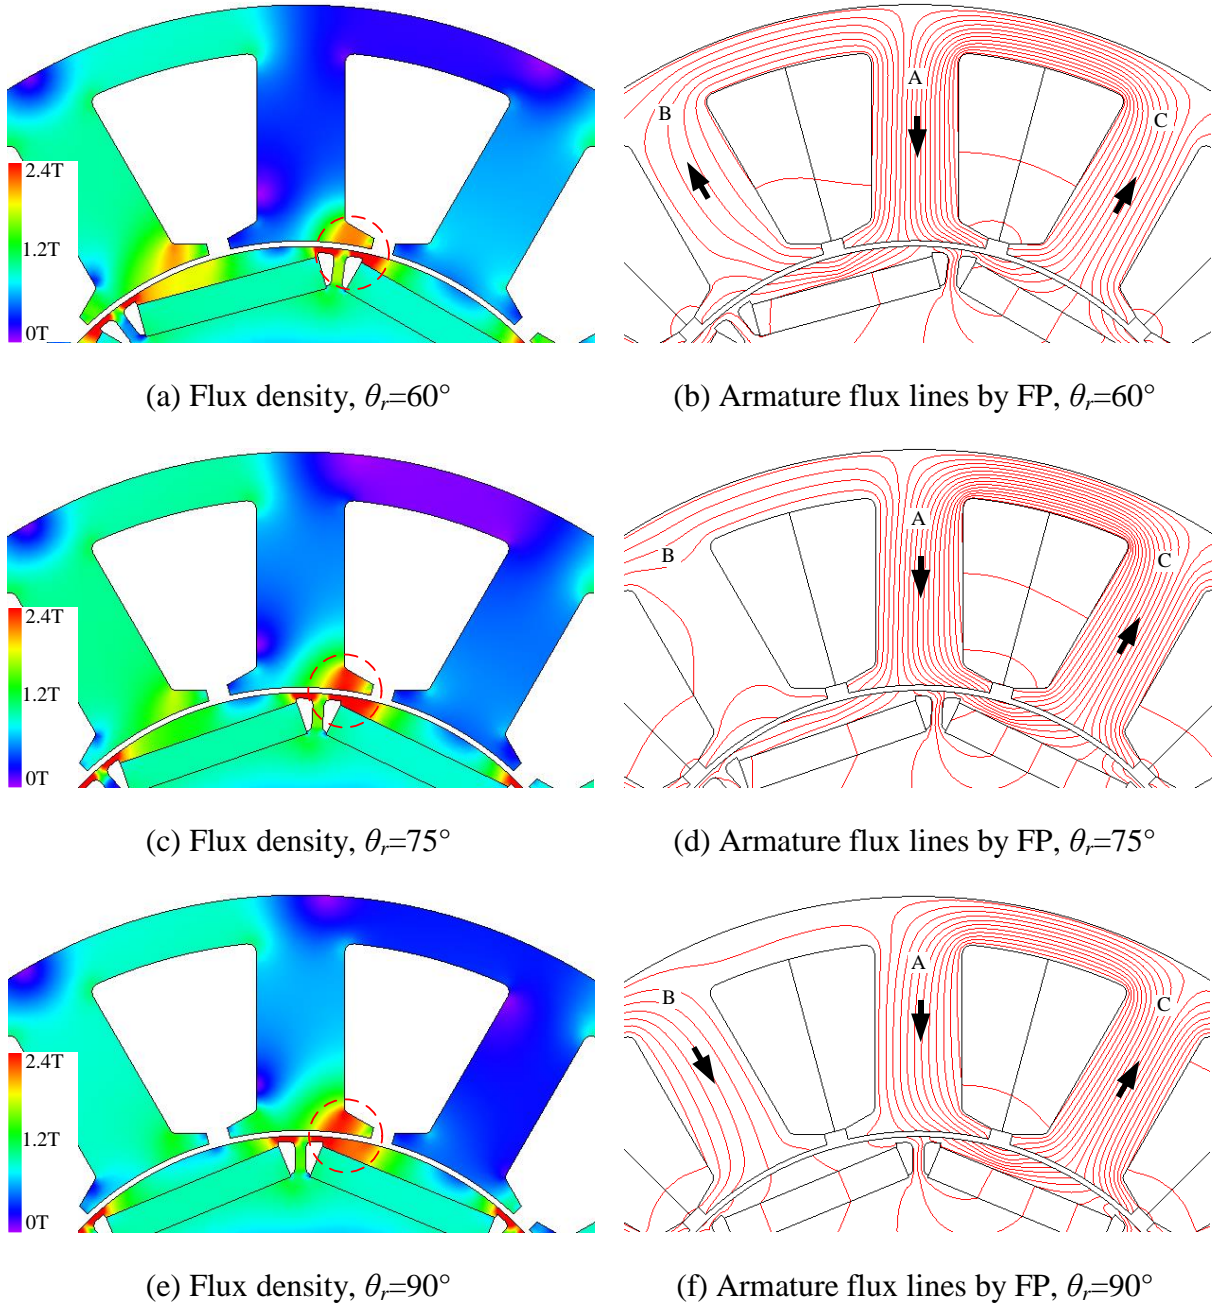 A
B
C
2.4T
1.2T
0T
(a) Flux density, θr=60°
(b) Armature flux lines by FP, θr=60°
A
B
C
2.4T
1.2T
0T
(c) Flux density, θr=75°
(d) Armature flux lines by FP, θr=75°
A
B
C
2.4T
1.2T
0T
(e) Flux density, θr=90°
(f) Armature flux lines by FP, θr=90°